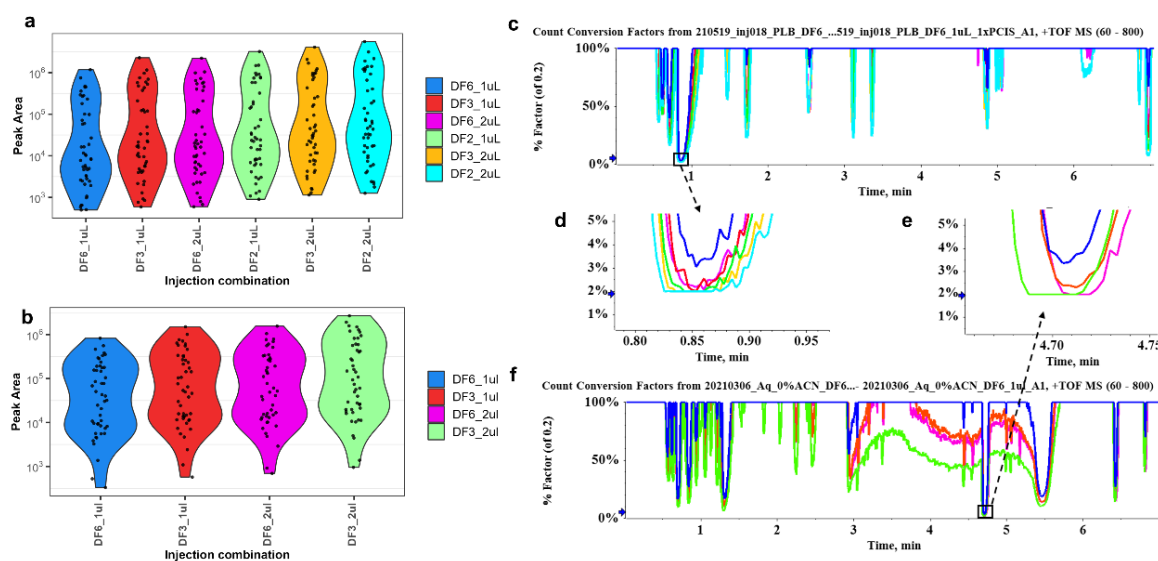 a
Peak Area
10^6
10^5
10^4
10^3
DF6_1uL
DF3_1uL
DF6_2uL
DF2_1uL
DF3_2uL
DF2_2uL
Injection combination
DF6_1uL
DF3_1uL
DF6_2uL
DF2_1uL
DF3_2uL
DF2_2uL
b
Peak Area
10^6
10^5
10^4
10^3
DF6_1ul
DF3_1ul
DF6_2ul
DF3_2ul
Injection combination
DF6_1ul
DF3_1ul
DF6_2ul
DF3_2ul
c
Count Conversion Factors from 210519_inj018_PLB_DF6_...519_inj018_PLB_DF6_1uL_1xPCIS_A1, +TOF MS (60 - 800)
% Factor (of 0.2)
100%
50%
0%
1 2 3 4 5 6
Time, min
d
5%
4%
3%
2%
1%
0.80 0.85 0.90 0.95
Time, min
e
5%
4%
3%
2%
1%
4.70 4.75
Time, min
f
Count Conversion Factors from 20210306_Aq_0%ACN_DF6...- 20210306_Aq_0%ACN_DF6_1u_A1, +TOF MS (60 - 800)
% Factor (of 0.2)
100%
50%
0%
1 2 3 4 5 6
Time, min